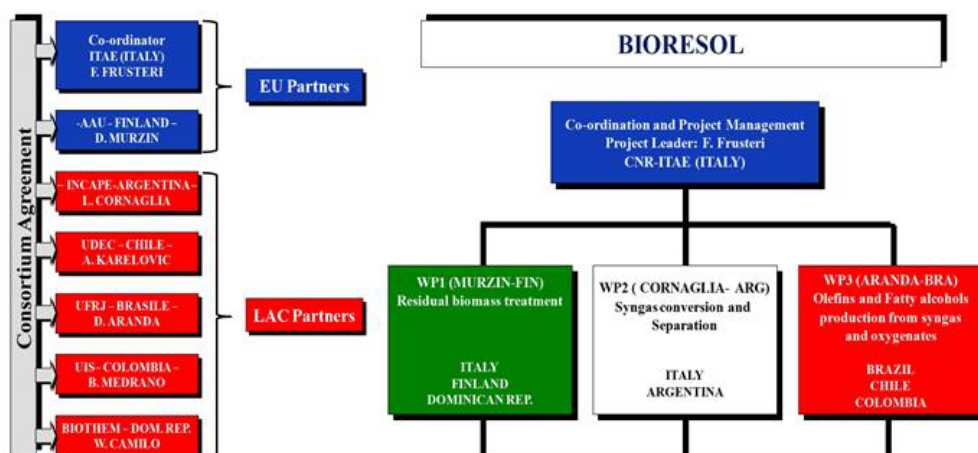 Consortium Agreement
Co-ordinator
ITAE (ITALY)
F. FRUSTERI
-AAU- FINLAND –
D. MURZIN
EU Partners
– INCAPE-ARGENTINA –
L. CORNAGLIA
UDEC – CHILE –
A. KARELOVIC
UFRJ – BRASILE –
D. ARANDA
UIS– COLOMBIA –
B. MEDRANO
BIOTHEM – DOM. REP.
W. CAMILO
LAC Partners
BIORESOL
Co-ordination and Project Management
Project Leader: F. Frusteri
CNR-ITAE (ITALY)
WP1 (MURZIN-FIN)
Residual biomass treatment
ITALY
FINLAND
DOMINICAN REP.
WP2 ( CORNAGLIA- ARG)
Syngas conversion and
Separation
ITALY
ARGENTINA
WP3 (ARANDA-BRA)
Olefins and Fatty alcohols
production from syngas
and oxygenates
BRAZIL
CHILE
COLOMBIA